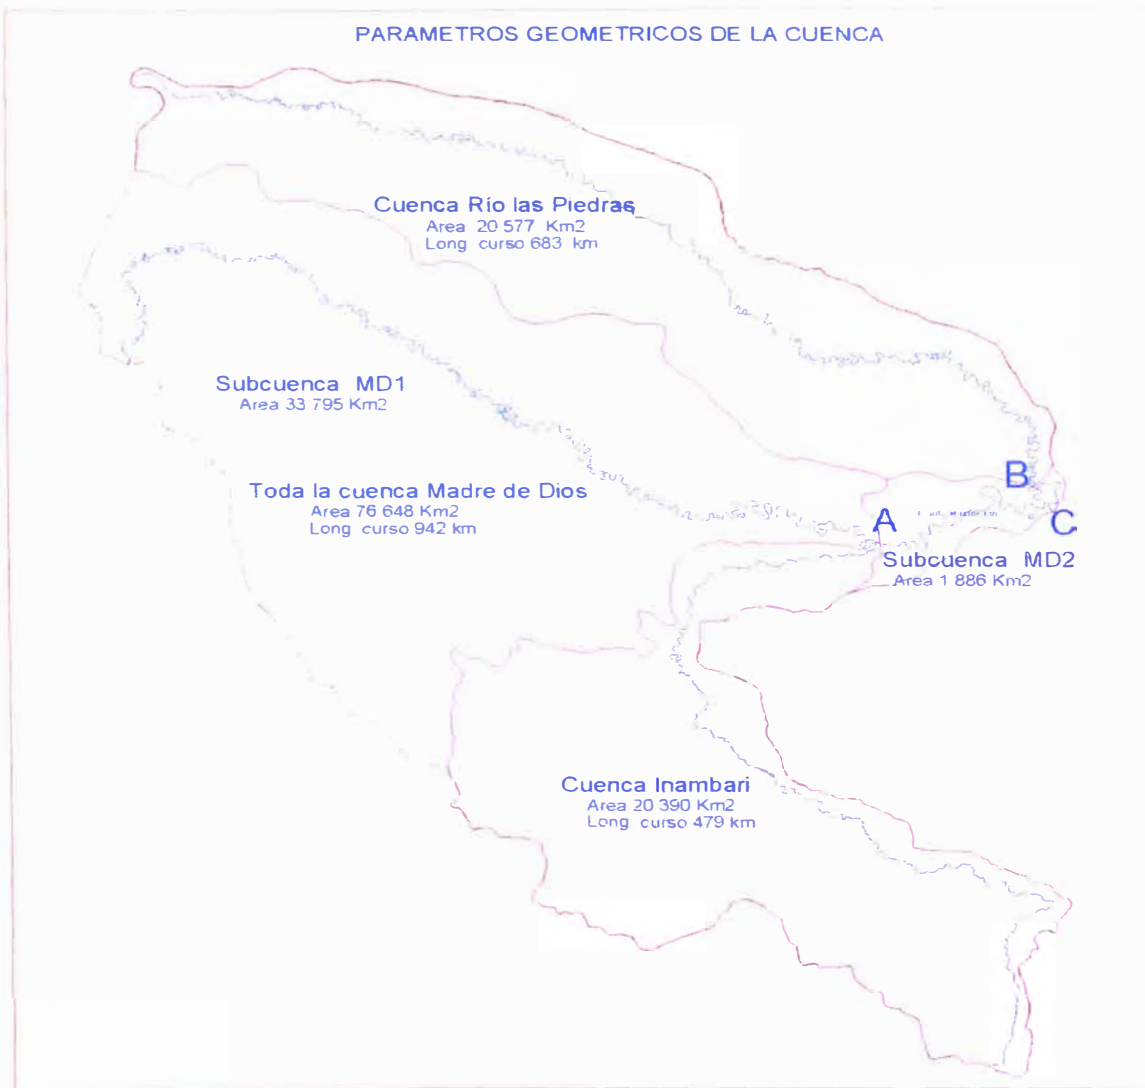 PARAMETROS GEOMETRICOS DE LA CUENCA
Cuenca Río las Piedras
Area 20 577 Km2
Long curso 683 km
Subcuenca MD1
Area 33 795 Km2
Toda la cuenca Madre de Dios
Area 76 648 Km2
Long curso 942 km
B
A
C
Subcuenca MD2
Area 1 886 Km2
Cuenca Inambari
Area 20 390 Km2
Long curso 479 km